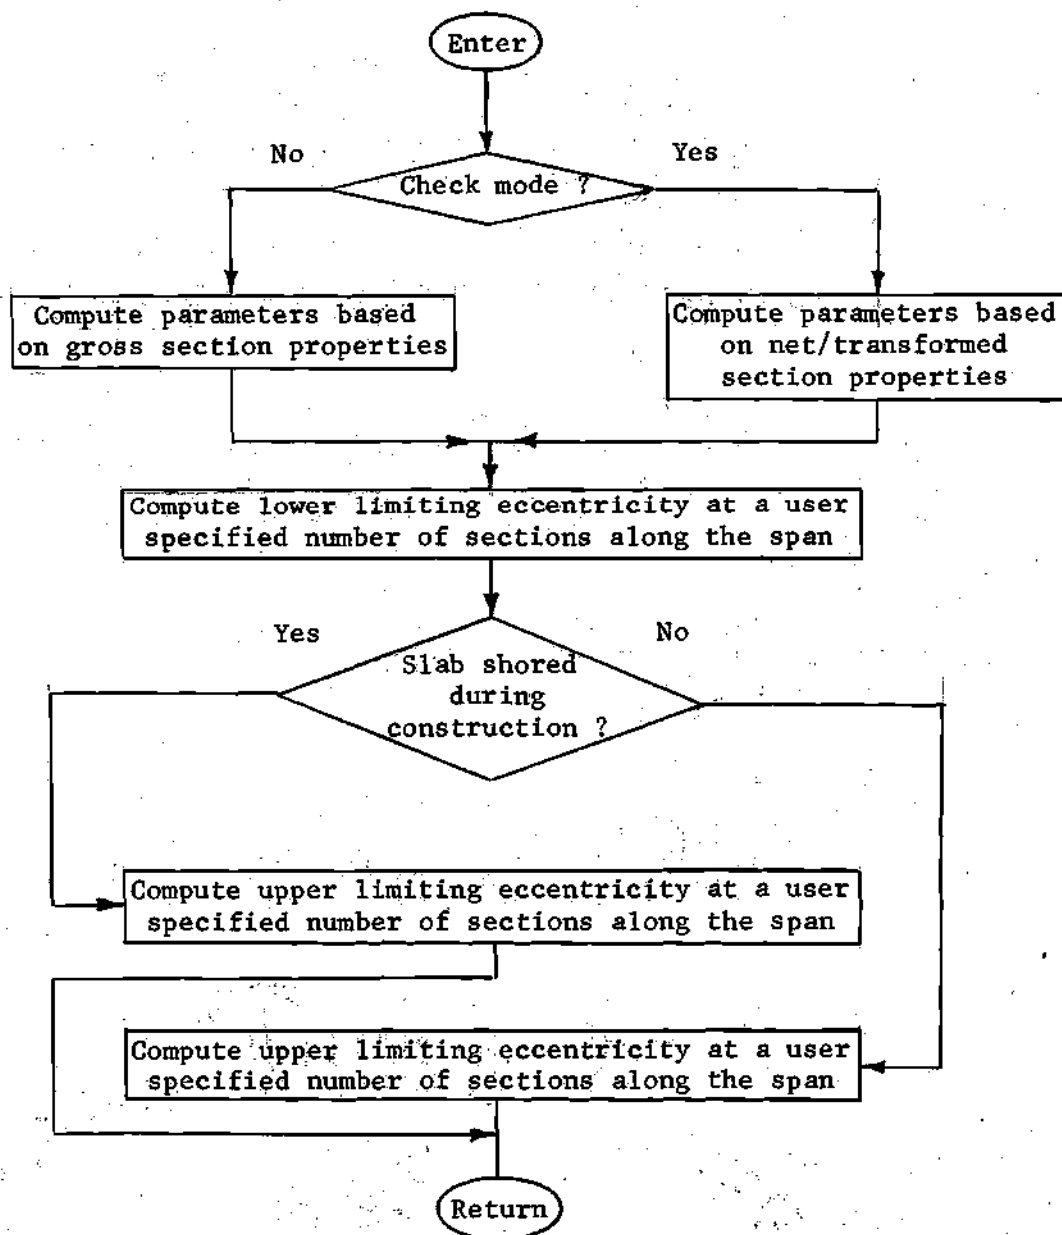 Enter
No
Yes
Check mode ?
Compute parameters based
on gross section properties
Compute parameters based
on net/transformed
section properties
Compute lower limiting eccentricity at a user
specified number of sections along the span
Yes
No
Slab shored
during
construction ?
Compute upper limiting eccentricity at a user
specified number of sections along the span
Compute upper limiting eccentricity at a user
specified number of sections along the span
Return